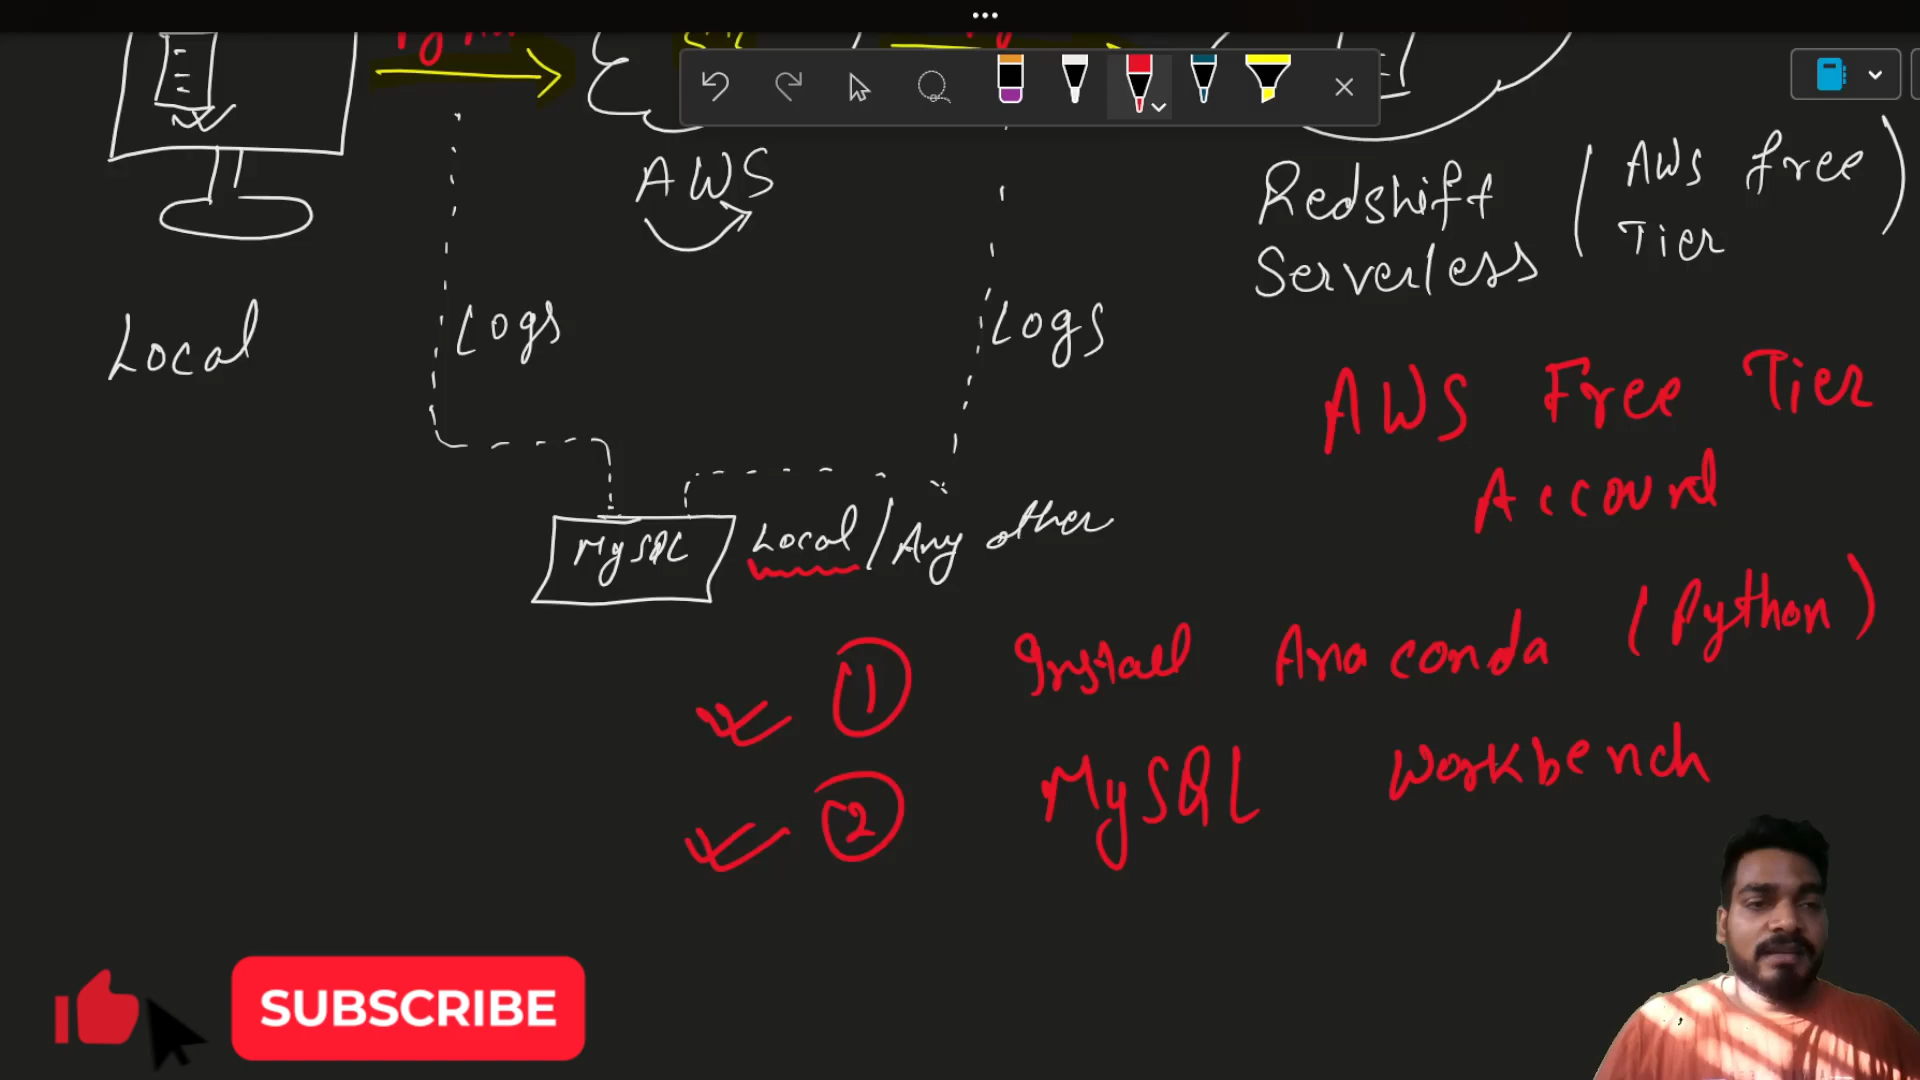 AWS
Redshift
Serverless
( AWS free
Tier )
Local
Logs
Logs
AWS Free Tier
Account
MySQL
Local / Any other
1 Install Anaconda (Python)
2 MySQL Workbench
SUBSCRIBE